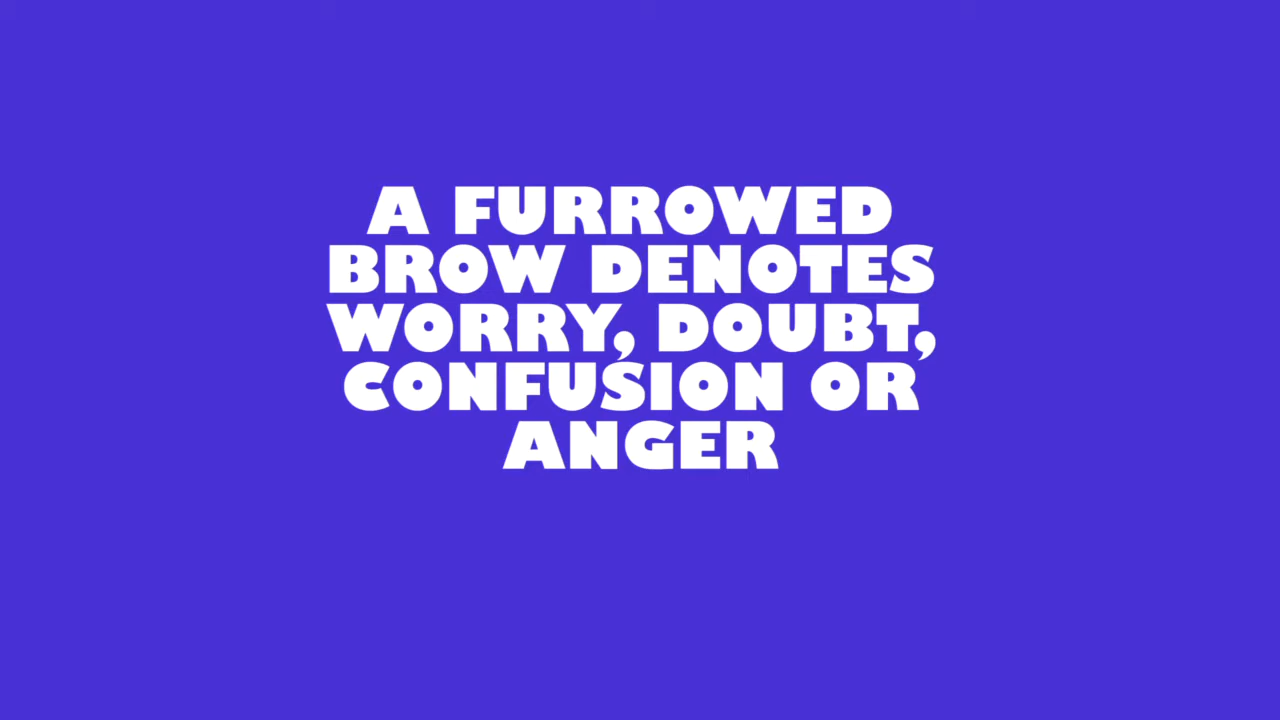 A FURROWED
BROW DENOTES
WORRY, DOUBT,
CONFUSION OR
ANGER